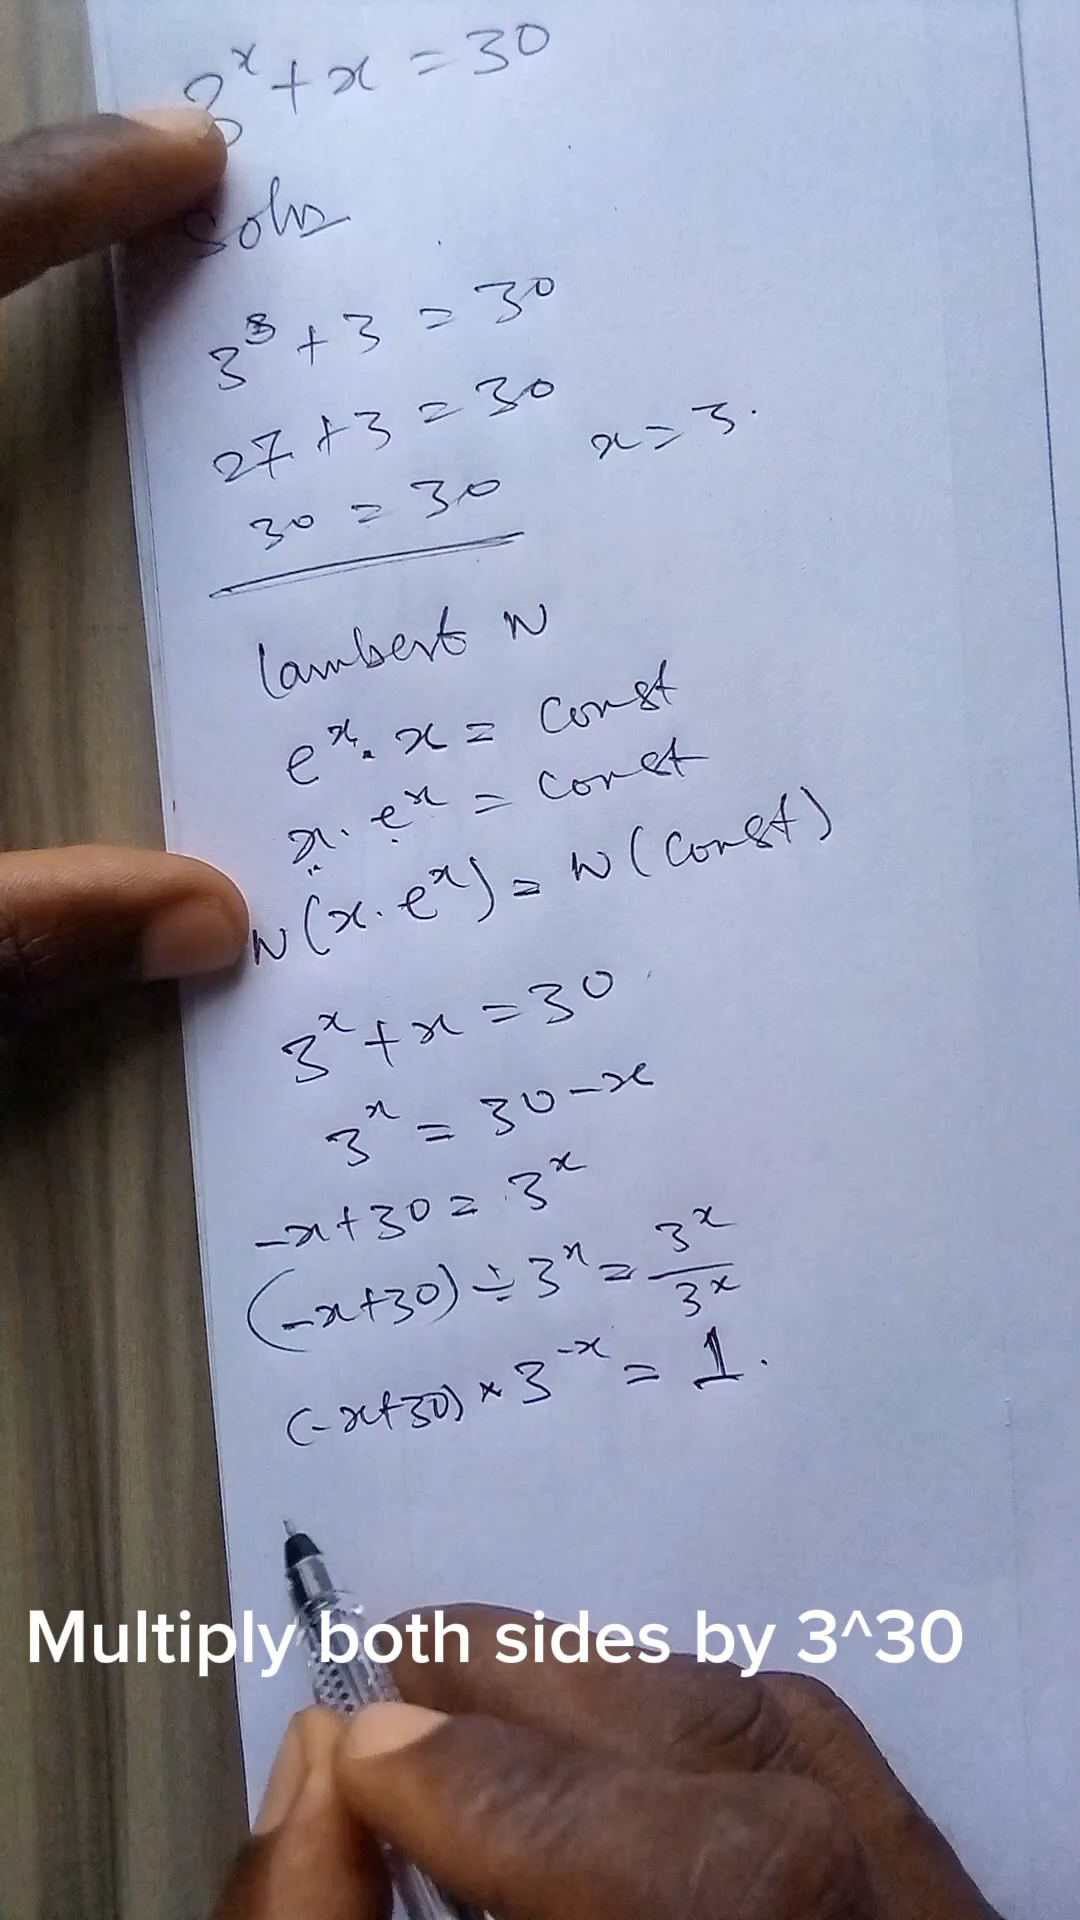 3^x + x = 30
Soln
3^3 + 3 = 30
27 + 3 = 30
x = 3.
30 = 30
Lambert W
e^x . x = const
x . e^x = const
W(x . e^x) = W(const)
3^x + x = 30
3^x = 30 - x
-x + 30 = 3^x
(-x + 30) ÷ 3^x = 3^x / 3^x
(-x + 30) × 3^-x = 1.
Multiply both sides by 3^30